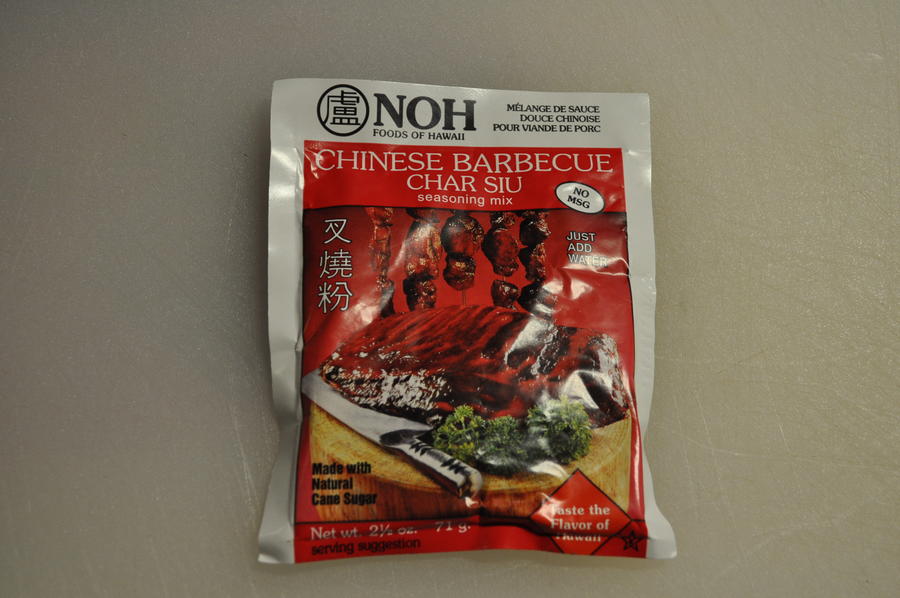 盧 NOH
FOODS OF HAWAII
MÉLANGE DE SAUCE
DOUCE CHINOISE
POUR VIANDE DE PORC
CHINESE BARBECUE
CHAR SIU
seasoning mix
NO
MSG
JUST
ADD
WATER
叉
燒
粉
Made with
Natural
Cane Sugar
Taste the
Flavor of
Hawaii
Net wt. 2½ oz. 71 g.
serving suggestion